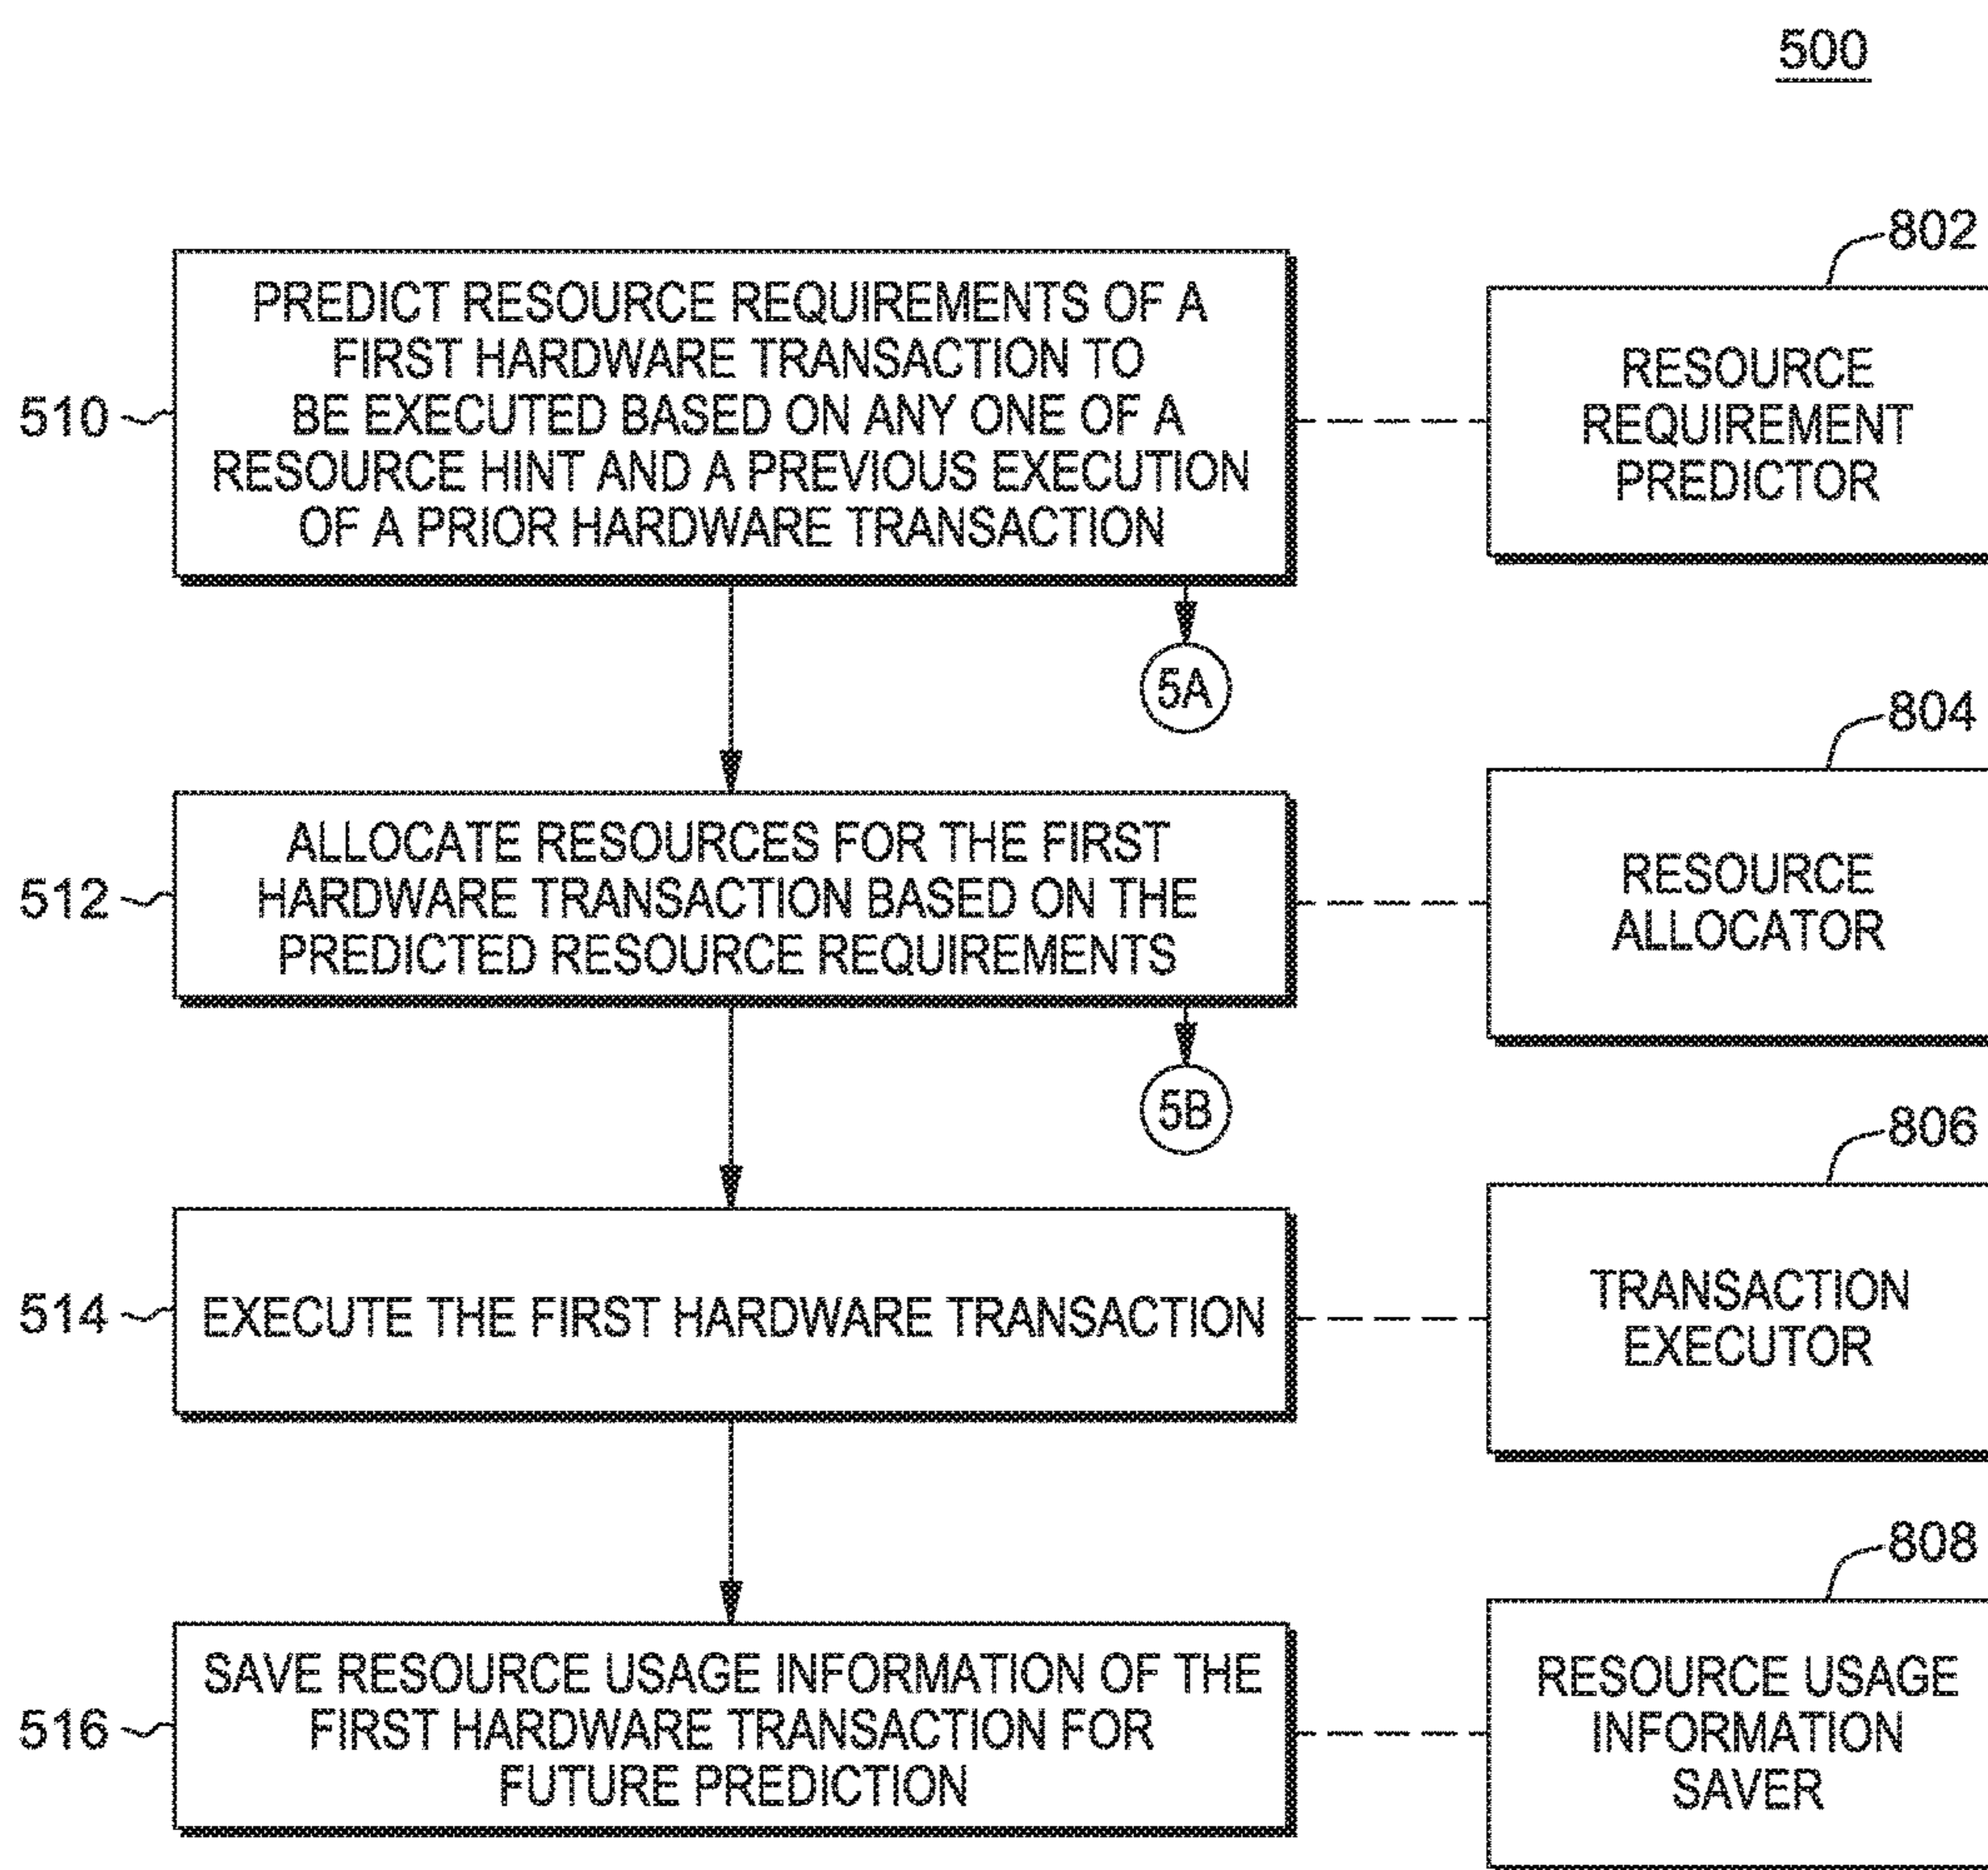 500
802
PREDICT RESOURCE REQUIREMENTS OF A
FIRST HARDWARE TRANSACTION TO
BE EXECUTED BASED ON ANY ONE OF A
RESOURCE HINT AND A PREVIOUS EXECUTION
OF A PRIOR HARDWARE TRANSACTION
510
RESOURCE
REQUIREMENT
PREDICTOR
5A
804
ALLOCATE RESOURCES FOR THE FIRST
HARDWARE TRANSACTION BASED ON THE
PREDICTED RESOURCE REQUIREMENTS
512
RESOURCE
ALLOCATOR
5B
806
514
EXECUTE THE FIRST HARDWARE TRANSACTION
TRANSACTION
EXECUTOR
808
SAVE RESOURCE USAGE INFORMATION OF THE
FIRST HARDWARE TRANSACTION FOR
FUTURE PREDICTION
516
RESOURCE USAGE
INFORMATION
SAVER